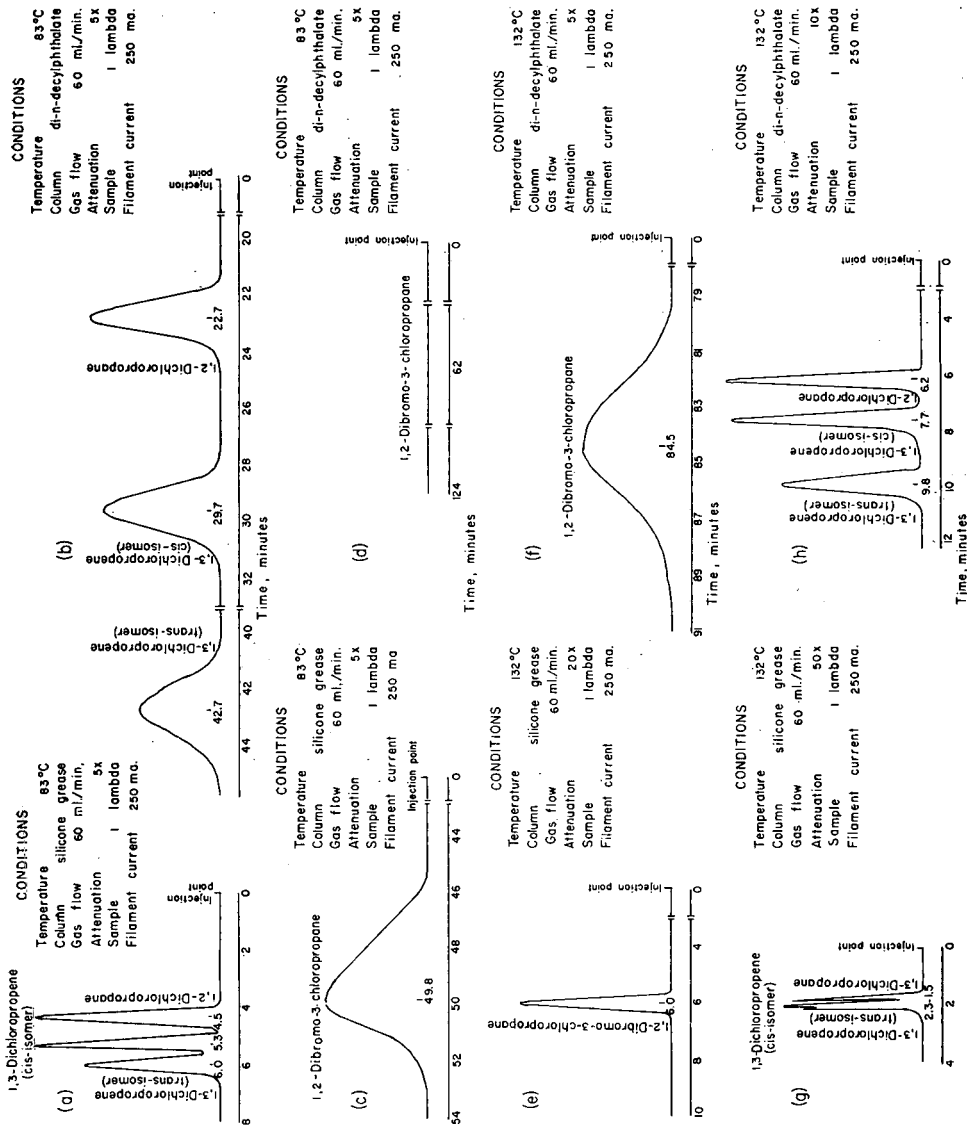 (a)
1,3-Dichloropropene
(cis-isomer)
CONDITIONS
Temperature 83°C
Column silicone grease
Gas flow 60 ml./min.
Attenuation 5x
Sample 1 lambda
Filament current 250 ma.
1,3-Dichloropropene
(trans-isomer)
1,2-Dichloropropane
Injection
point
6.0
5.3
4.5
8 6 4 2 0
(b)
CONDITIONS
Temperature 83°C
Column di-n-decylphthalate
Gas flow 60 ml./min.
Attenuation 5x
Sample 1 lambda
Filament current 250 ma.
1,3-Dichloropropene
(trans-isomer)
1,3-Dichloropropene
(cis-isomer)
1,2-Dichloropropane
Injection
point
42.7
29.7
22.7
44 42 40 32 30 28 26 24 22 20 0
Time, minutes
(c)
1,2-Dibromo-3-chloropropane
CONDITIONS
Temperature 83°C
Column silicone grease
Gas flow 60 ml./min.
Attenuation 5x
Sample 1 lambda
Filament current 250 ma
Injection point
49.8
54 52 50 48 46 44 0
(d)
1,2-Dibromo-3-chloropropane
CONDITIONS
Temperature 83°C
Column di-n-decylphthalate
Gas flow 60 ml./min.
Attenuation 5x
Sample 1 lambda
Filament current 250 ma.
Injection point
124 62 0
Time, minutes
(e)
CONDITIONS
Temperature 132°C
Column silicone grease
Gas flow 60 ml./min.
Attenuation 20x
Sample 1 lambda
Filament current 250 ma.
1,2-Dibromo-3-chloropropane
Injection point
6.0
10 8 6 4 0
(f)
1,2-Dibromo-3-chloropropane
CONDITIONS
Temperature 132°C
Column di-n-decylphthalate
Gas flow 60 ml./min.
Attenuation 5x
Sample 1 lambda
Filament current 250 ma.
Injection point
84.5
91 89 87 85 83 81 79 0
Time, minutes
(g)
1,3-Dichloropropene
(cis-isomer)
CONDITIONS
Temperature 132°C
Column silicone grease
Gas flow 60 ml./min.
Attenuation 50x
Sample 1 lambda
Filament current 250 ma.
1,3-Dichloropropene
(trans-isomer)
1,3-Dichloropropane
Injection point
2.3-1.5
4 2 0
(h)
CONDITIONS
Temperature 132°C
Column di-n-decylphthalate
Gas flow 60 ml./min.
Attenuation 10x
Sample 1 lambda
Filament current 250 ma.
1,3-Dichloropropene
(trans-isomer)
1,3-Dichloropropene
(cis-isomer)
1,2-Dichloropropane
Injection point
9.8
7.7
6.2
12 10 8 6 4 0
Time, minutes